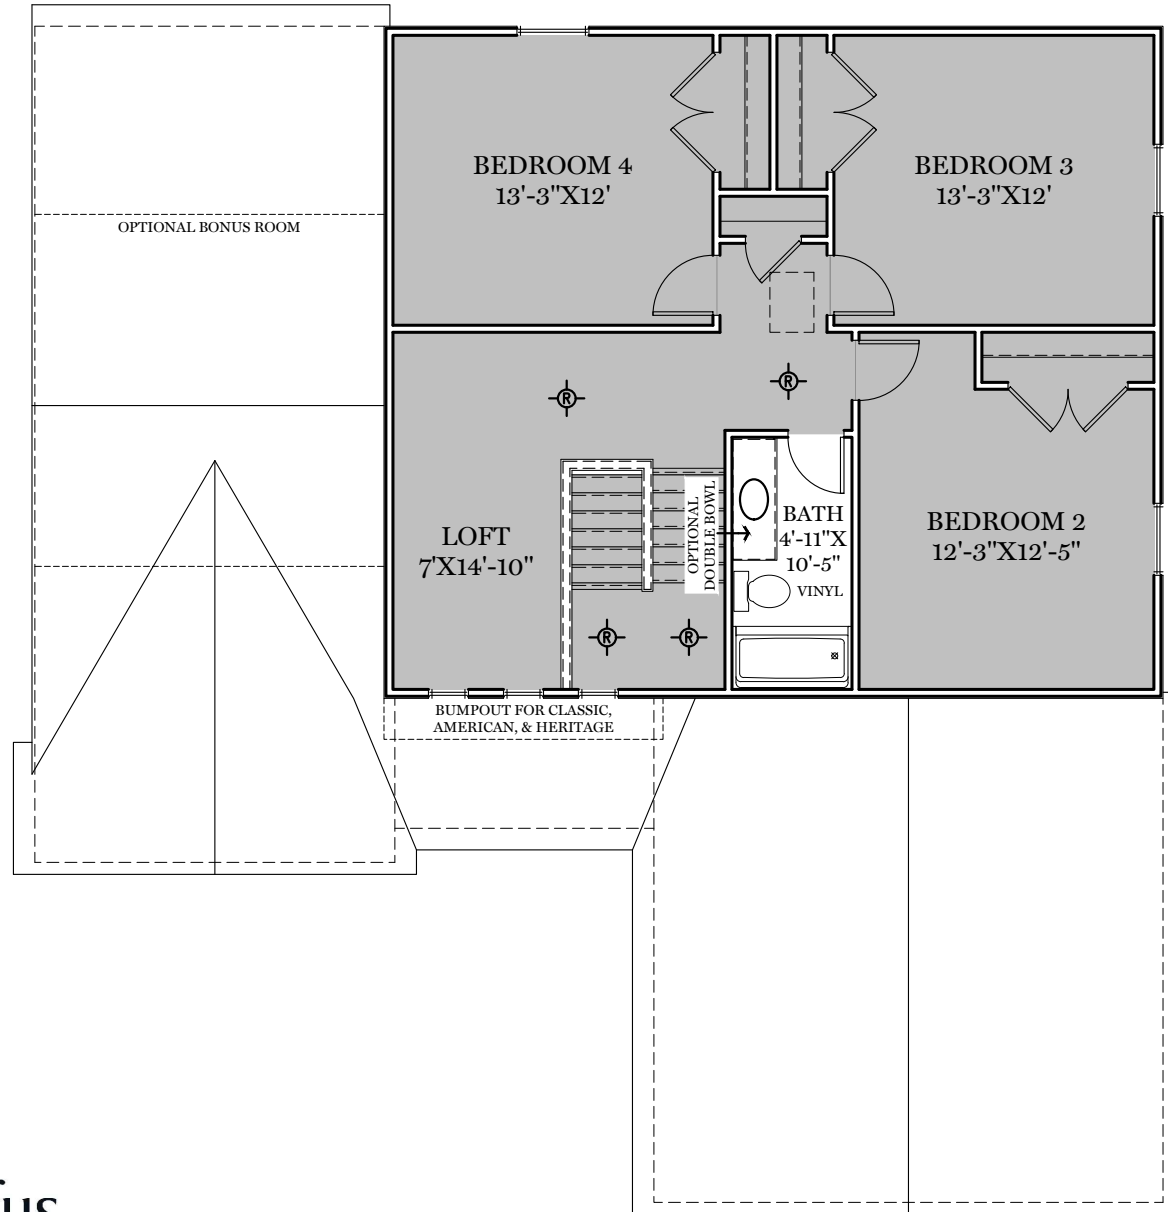 BEDROOM 4
13'-3"X12'
BEDROOM 3
13'-3"X12'
OPTIONAL BONUS ROOM
R
R
LOFT
7'X14'-10"
OPTIONAL
DOUBLE BOWL
BATH
4'-11"X
10'-5"
VINYL
BEDROOM 2
12'-3"X12'-5"
R
R
BUMPOUT FOR CLASSIC,
AMERICAN, & HERITAGE